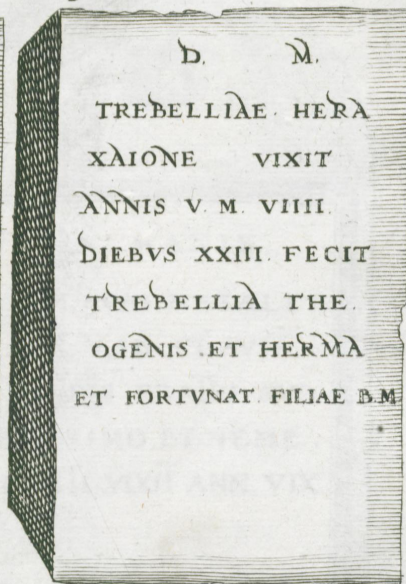 D. M.
TREBELLIAE. HERA
XAIONE VIXIT
ANNIS V. M. VIIII.
DIEBVS XXIII. FECIT
TREBELLIA THE.
OGENIS. ET HERMA
ET FORTVNAT. FILIAE B.M